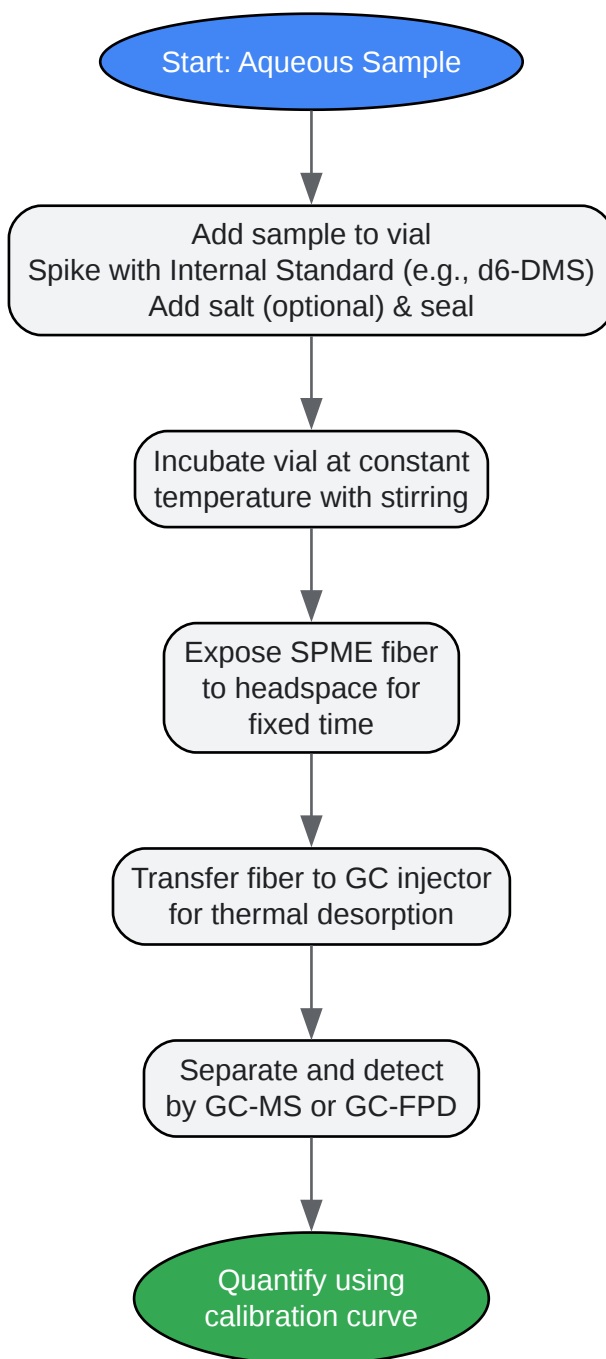 Start: Aqueous Sample
Add sample to vial
Spike with Internal Standard (e.g., d6-DMS)
Add salt (optional) & seal
Incubate vial at constant
temperature with stirring
Expose SPME fiber
to headspace for
fixed time
Transfer fiber to GC injector
for thermal desorption
Separate and detect
by GC-MS or GC-FPD
Quantify using
calibration curve